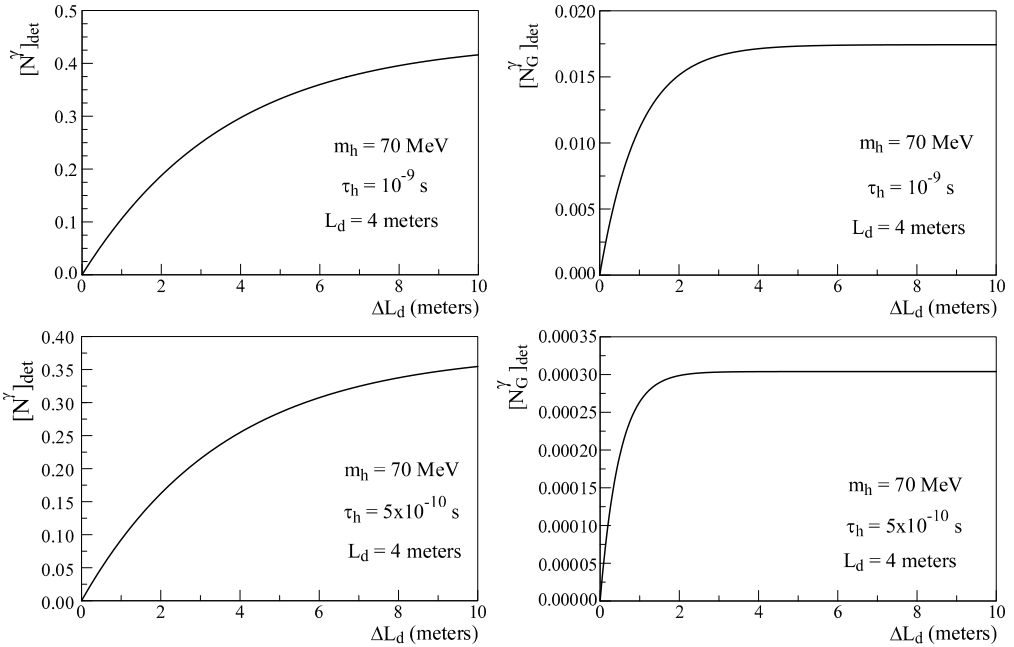 [N^γ]_det
0.5
0.4
0.3
0.2
0.1
0.0
m_h = 70 MeV
τ_h = 10^-9 s
L_d = 4 meters
0 2 4 6 8 10
ΔL_d (meters)
[N_G^γ]_det
0.020
0.015
0.010
0.005
0.000
m_h = 70 MeV
τ_h = 10^-9 s
L_d = 4 meters
0 2 4 6 8 10
ΔL_d (meters)
[N^γ]_det
0.40
0.35
0.30
0.25
0.20
0.15
0.10
0.05
0.00
m_h = 70 MeV
τ_h = 5x10^-10 s
L_d = 4 meters
0 2 4 6 8 10
ΔL_d (meters)
[N_G^γ]_det
0.00035
0.00030
0.00025
0.00020
0.00015
0.00010
0.00005
0.00000
m_h = 70 MeV
τ_h = 5x10^-10 s
L_d = 4 meters
0 2 4 6 8 10
ΔL_d (meters)